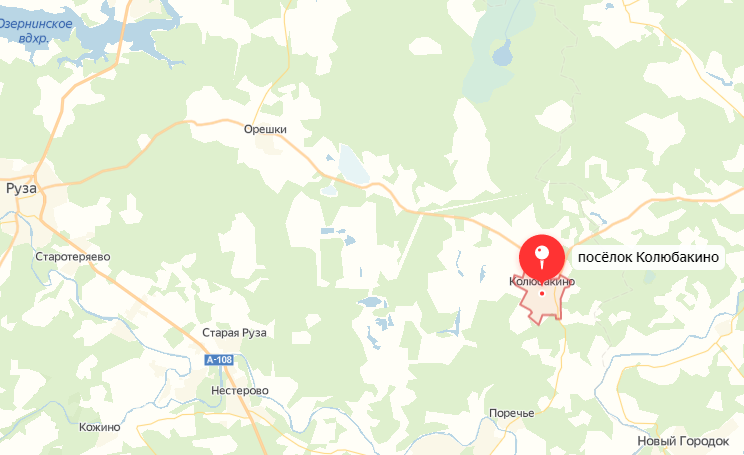 Озернинское
вдхр.
Орешки
Руза
Старотеряево
посёлок Колюбакино
Колюбакино
Старая Руза
А-108
Нестерово
Кожино
Поречье
Новый Городок